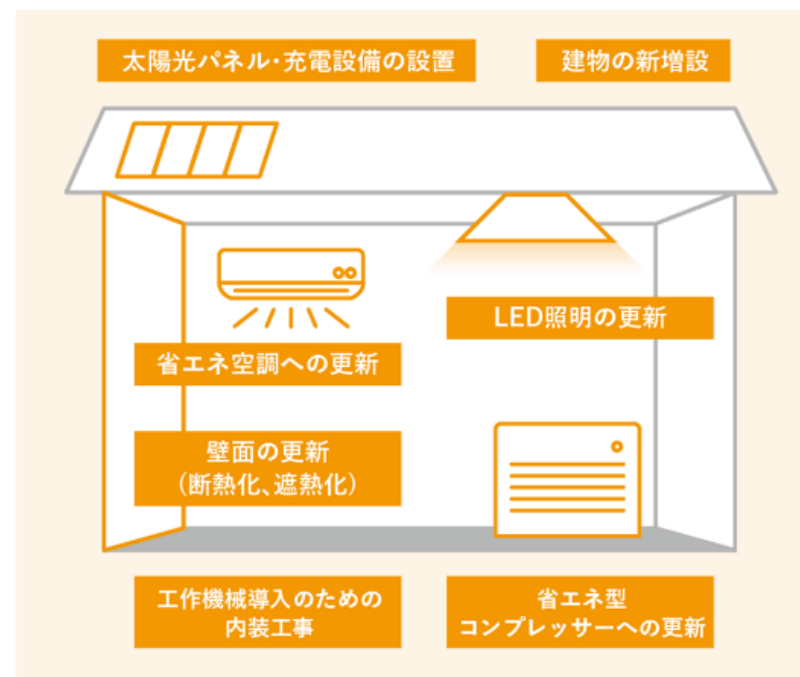 太陽光パネル・充電設備の設置
建物の新増設
LED照明の更新
省エネ空調への更新
壁面の更新
（断熱化、遮熱化）
工作機械導入のための
内装工事
省エネ型
コンプレッサーへの更新